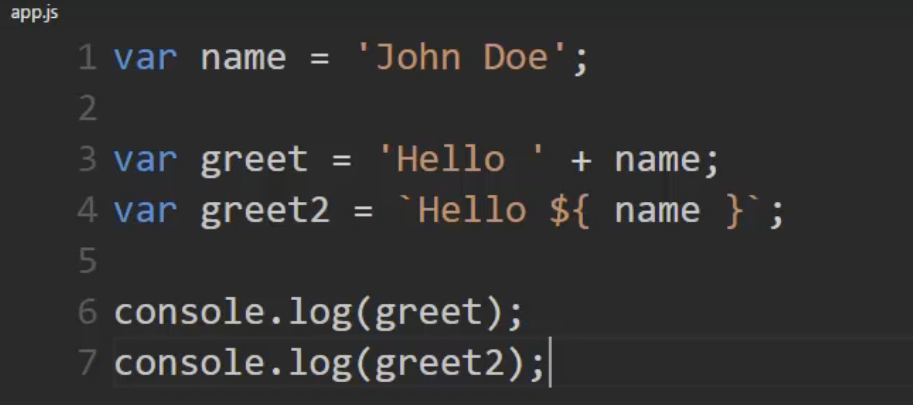 app.js
1 var name = 'John Doe';
2
3 var greet = 'Hello ' + name;
4 var greet2 = `Hello ${ name }`;
5
6 console.log(greet);
7 console.log(greet2);